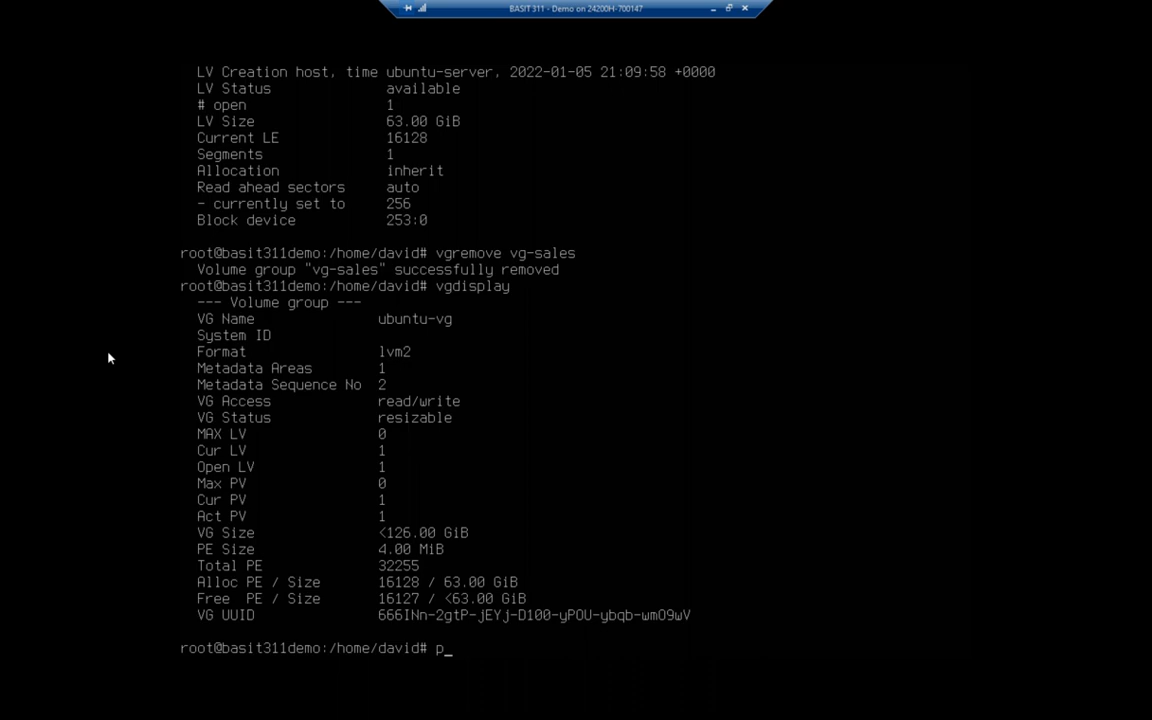 BASIT 311 - Demo on 24200H-700147
LV Creation host, time ubuntu-server, 2022-01-05 21:09:58 +0000
LV Status available
# open 1
LV Size 63.00 GiB
Current LE 16128
Segments 1
Allocation inherit
Read ahead sectors auto
- currently set to 256
Block device 253:0
root@basit311demo:/home/david# vgremove vg-sales
Volume group "vg-sales" successfully removed
root@basit311demo:/home/david# vgdisplay
--- Volume group ---
VG Name ubuntu-vg
System ID
Format lvm2
Metadata Areas 1
Metadata Sequence No 2
VG Access read/write
VG Status resizable
MAX LV 0
Cur LV 1
Open LV 1
Max PV 0
Cur PV 1
Act PV 1
VG Size <126.00 GiB
PE Size 4.00 MiB
Total PE 32255
Alloc PE / Size 16128 / 63.00 GiB
Free PE / Size 16127 / <63.00 GiB
VG UUID 666INn-2gtP-jEYj-D100-yPOU-ybqb-wmO9wV
root@basit311demo:/home/david# p_